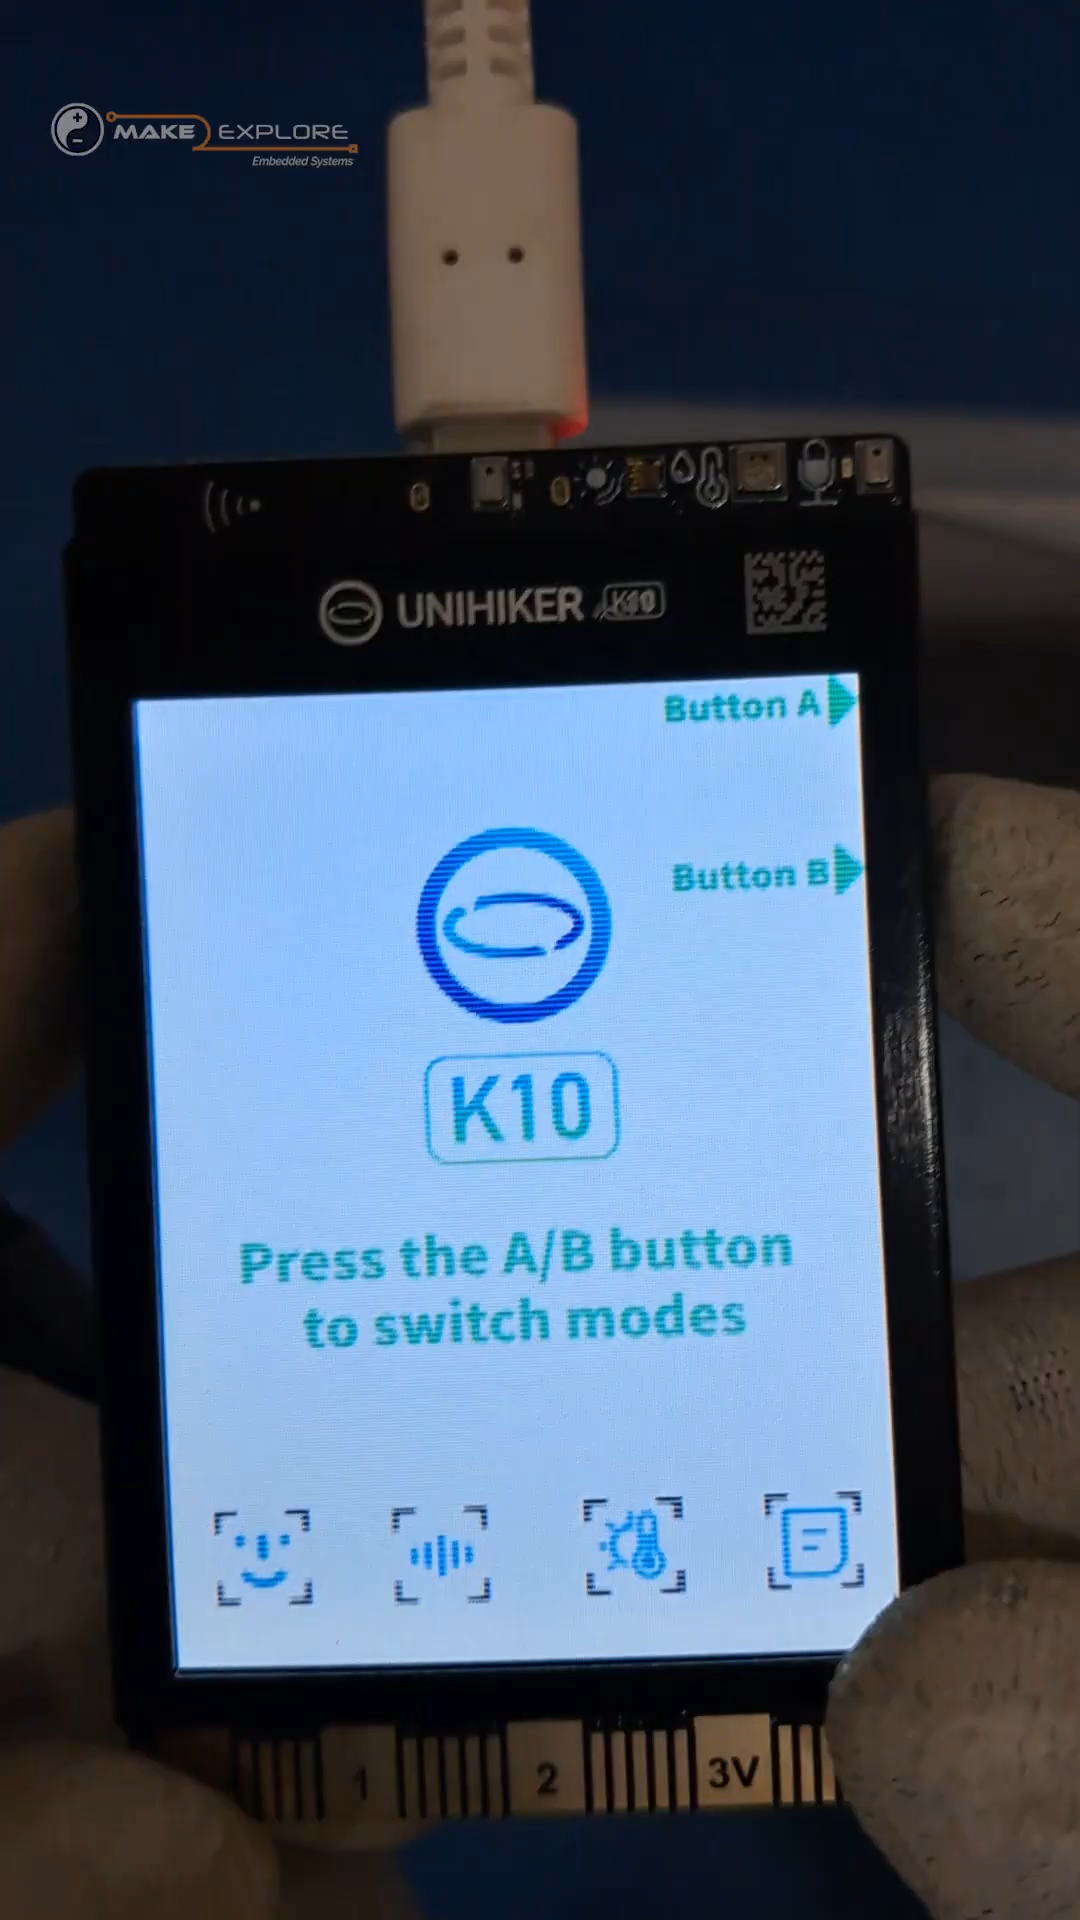 MAKE EXPLORE
Embedded Systems
UNIHIKER K10
Button A
Button B
K10
Press the A/B button
to switch modes
1
2
3V